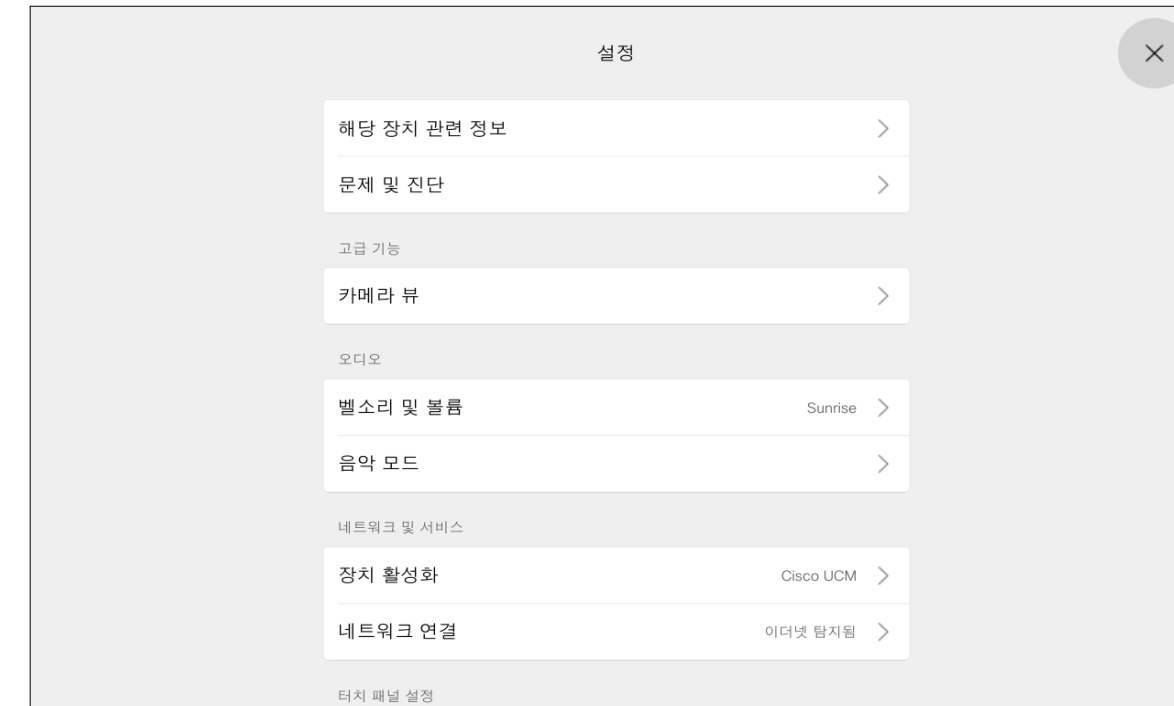 설정
해당 장치 관련 정보
문제 및 진단
고급 기능
카메라 뷰
오디오
벨소리 및 볼륨 Sunrise
음악 모드
네트워크 및 서비스
장치 활성화 Cisco UCM
네트워크 연결 이더넷 탐지됨
터치 패널 설정